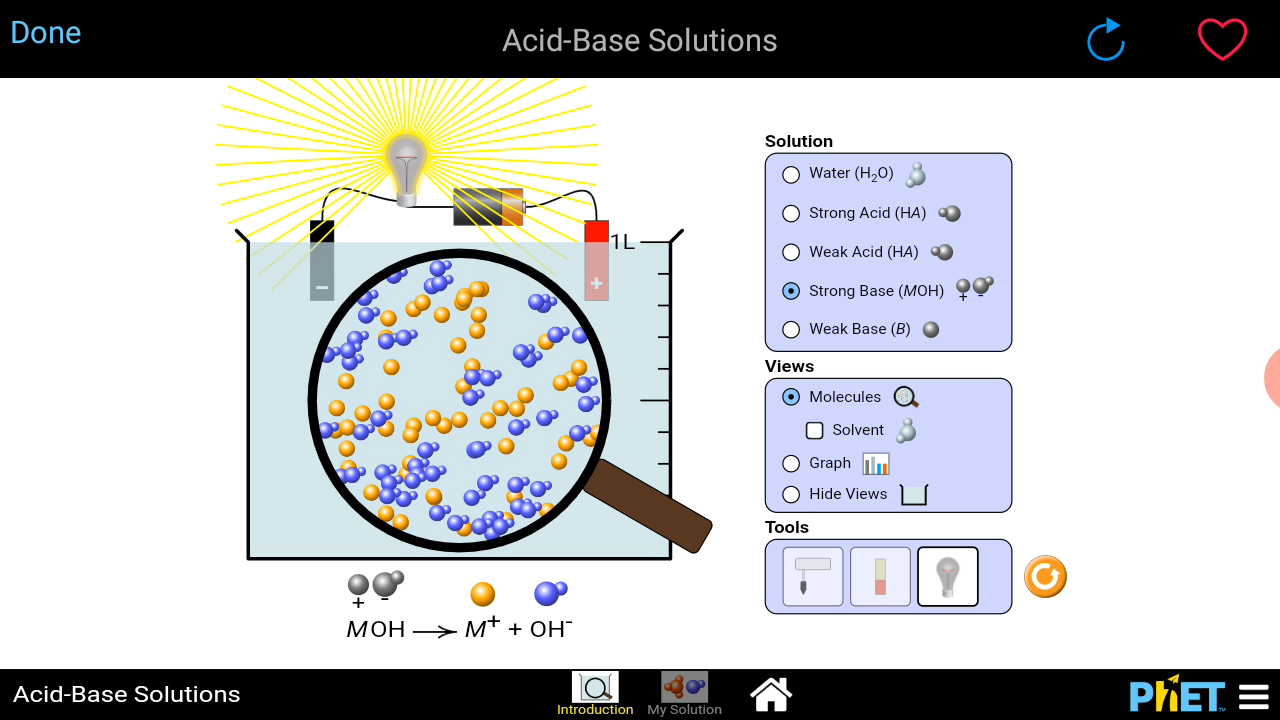 Done
Acid-Base Solutions
1L
−
+
Solution
Water (H₂O)
Strong Acid (HA)
Weak Acid (HA)
Strong Base (MOH)
+ -
Weak Base (B)
Views
Molecules
Solvent
Graph
Hide Views
Tools
+ -
MOH → M⁺ + OH⁻
Acid-Base Solutions
Introduction
My Solution
PhET™